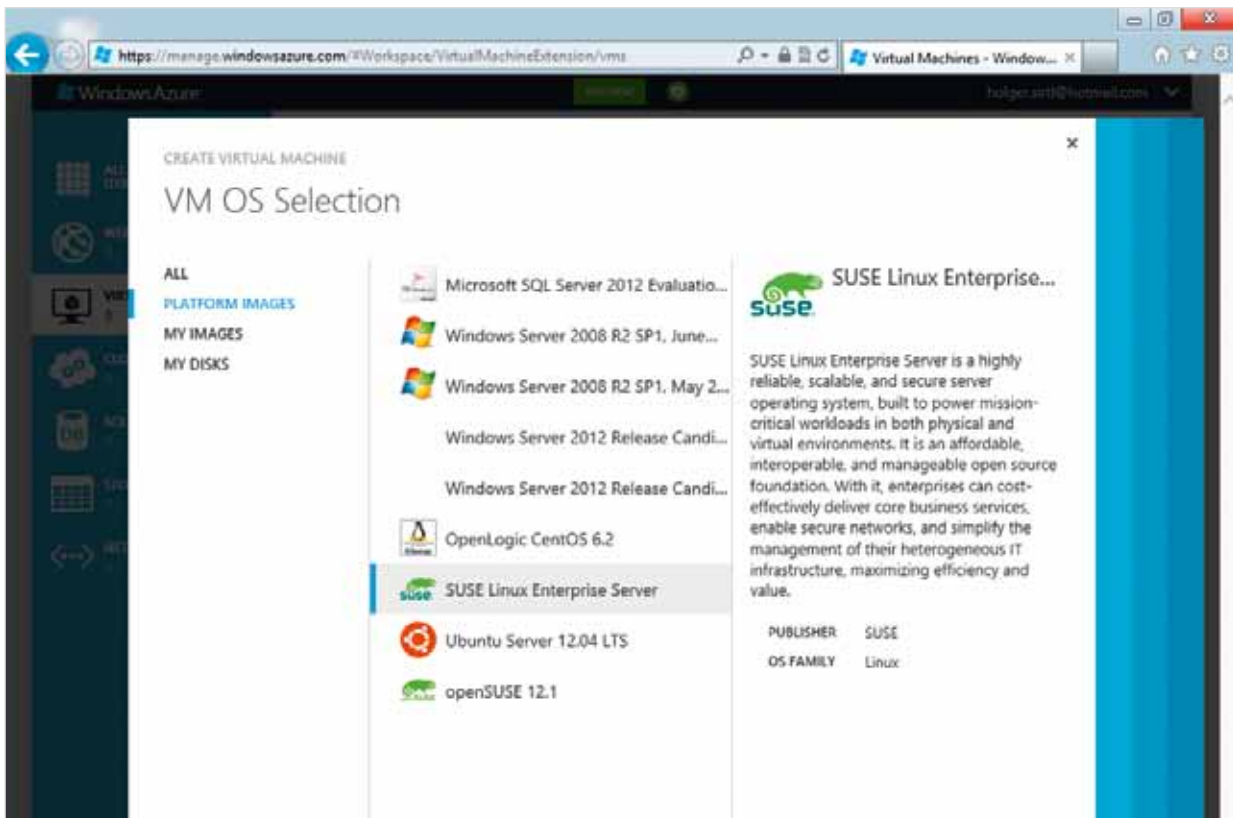 https://manage.windowsazure.com/#Workspace/VirtualMachineExtension/vms
Virtual Machines - Window...
Windows Azure
CREATE VIRTUAL MACHINE
VM OS Selection
ALL
PLATFORM IMAGES
MY IMAGES
MY DISKS
Microsoft SQL Server 2012 Evaluatio...
Windows Server 2008 R2 SP1, June...
Windows Server 2008 R2 SP1, May 2...
Windows Server 2012 Release Candi...
Windows Server 2012 Release Candi...
OpenLogic CentOS 6.2
SUSE Linux Enterprise Server
Ubuntu Server 12.04 LTS
openSUSE 12.1
SUSE Linux Enterprise...
SUSE Linux Enterprise Server is a highly
reliable, scalable, and secure server
operating system, built to power mission-
critical workloads in both physical and
virtual environments. It is an affordable,
interoperable, and manageable open source
foundation. With it, enterprises can cost-
effectively deliver core business services,
enable secure networks, and simplify the
management of their heterogeneous IT
infrastructure, maximizing efficiency and
value.
PUBLISHER SUSE
OS FAMILY Linux